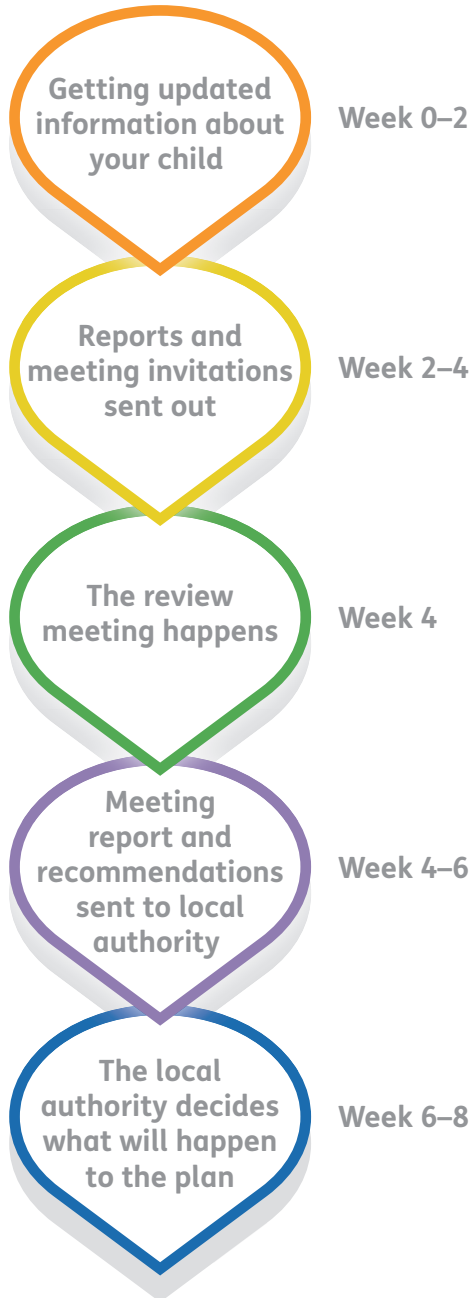 Getting updated
information about
your child
Week 0–2
Reports and
meeting invitations
sent out
Week 2–4
The review
meeting happens
Week 4
Meeting
report and
recommendations
sent to local
authority
Week 4–6
The local
authority decides
what will happen
to the plan
Week 6–8